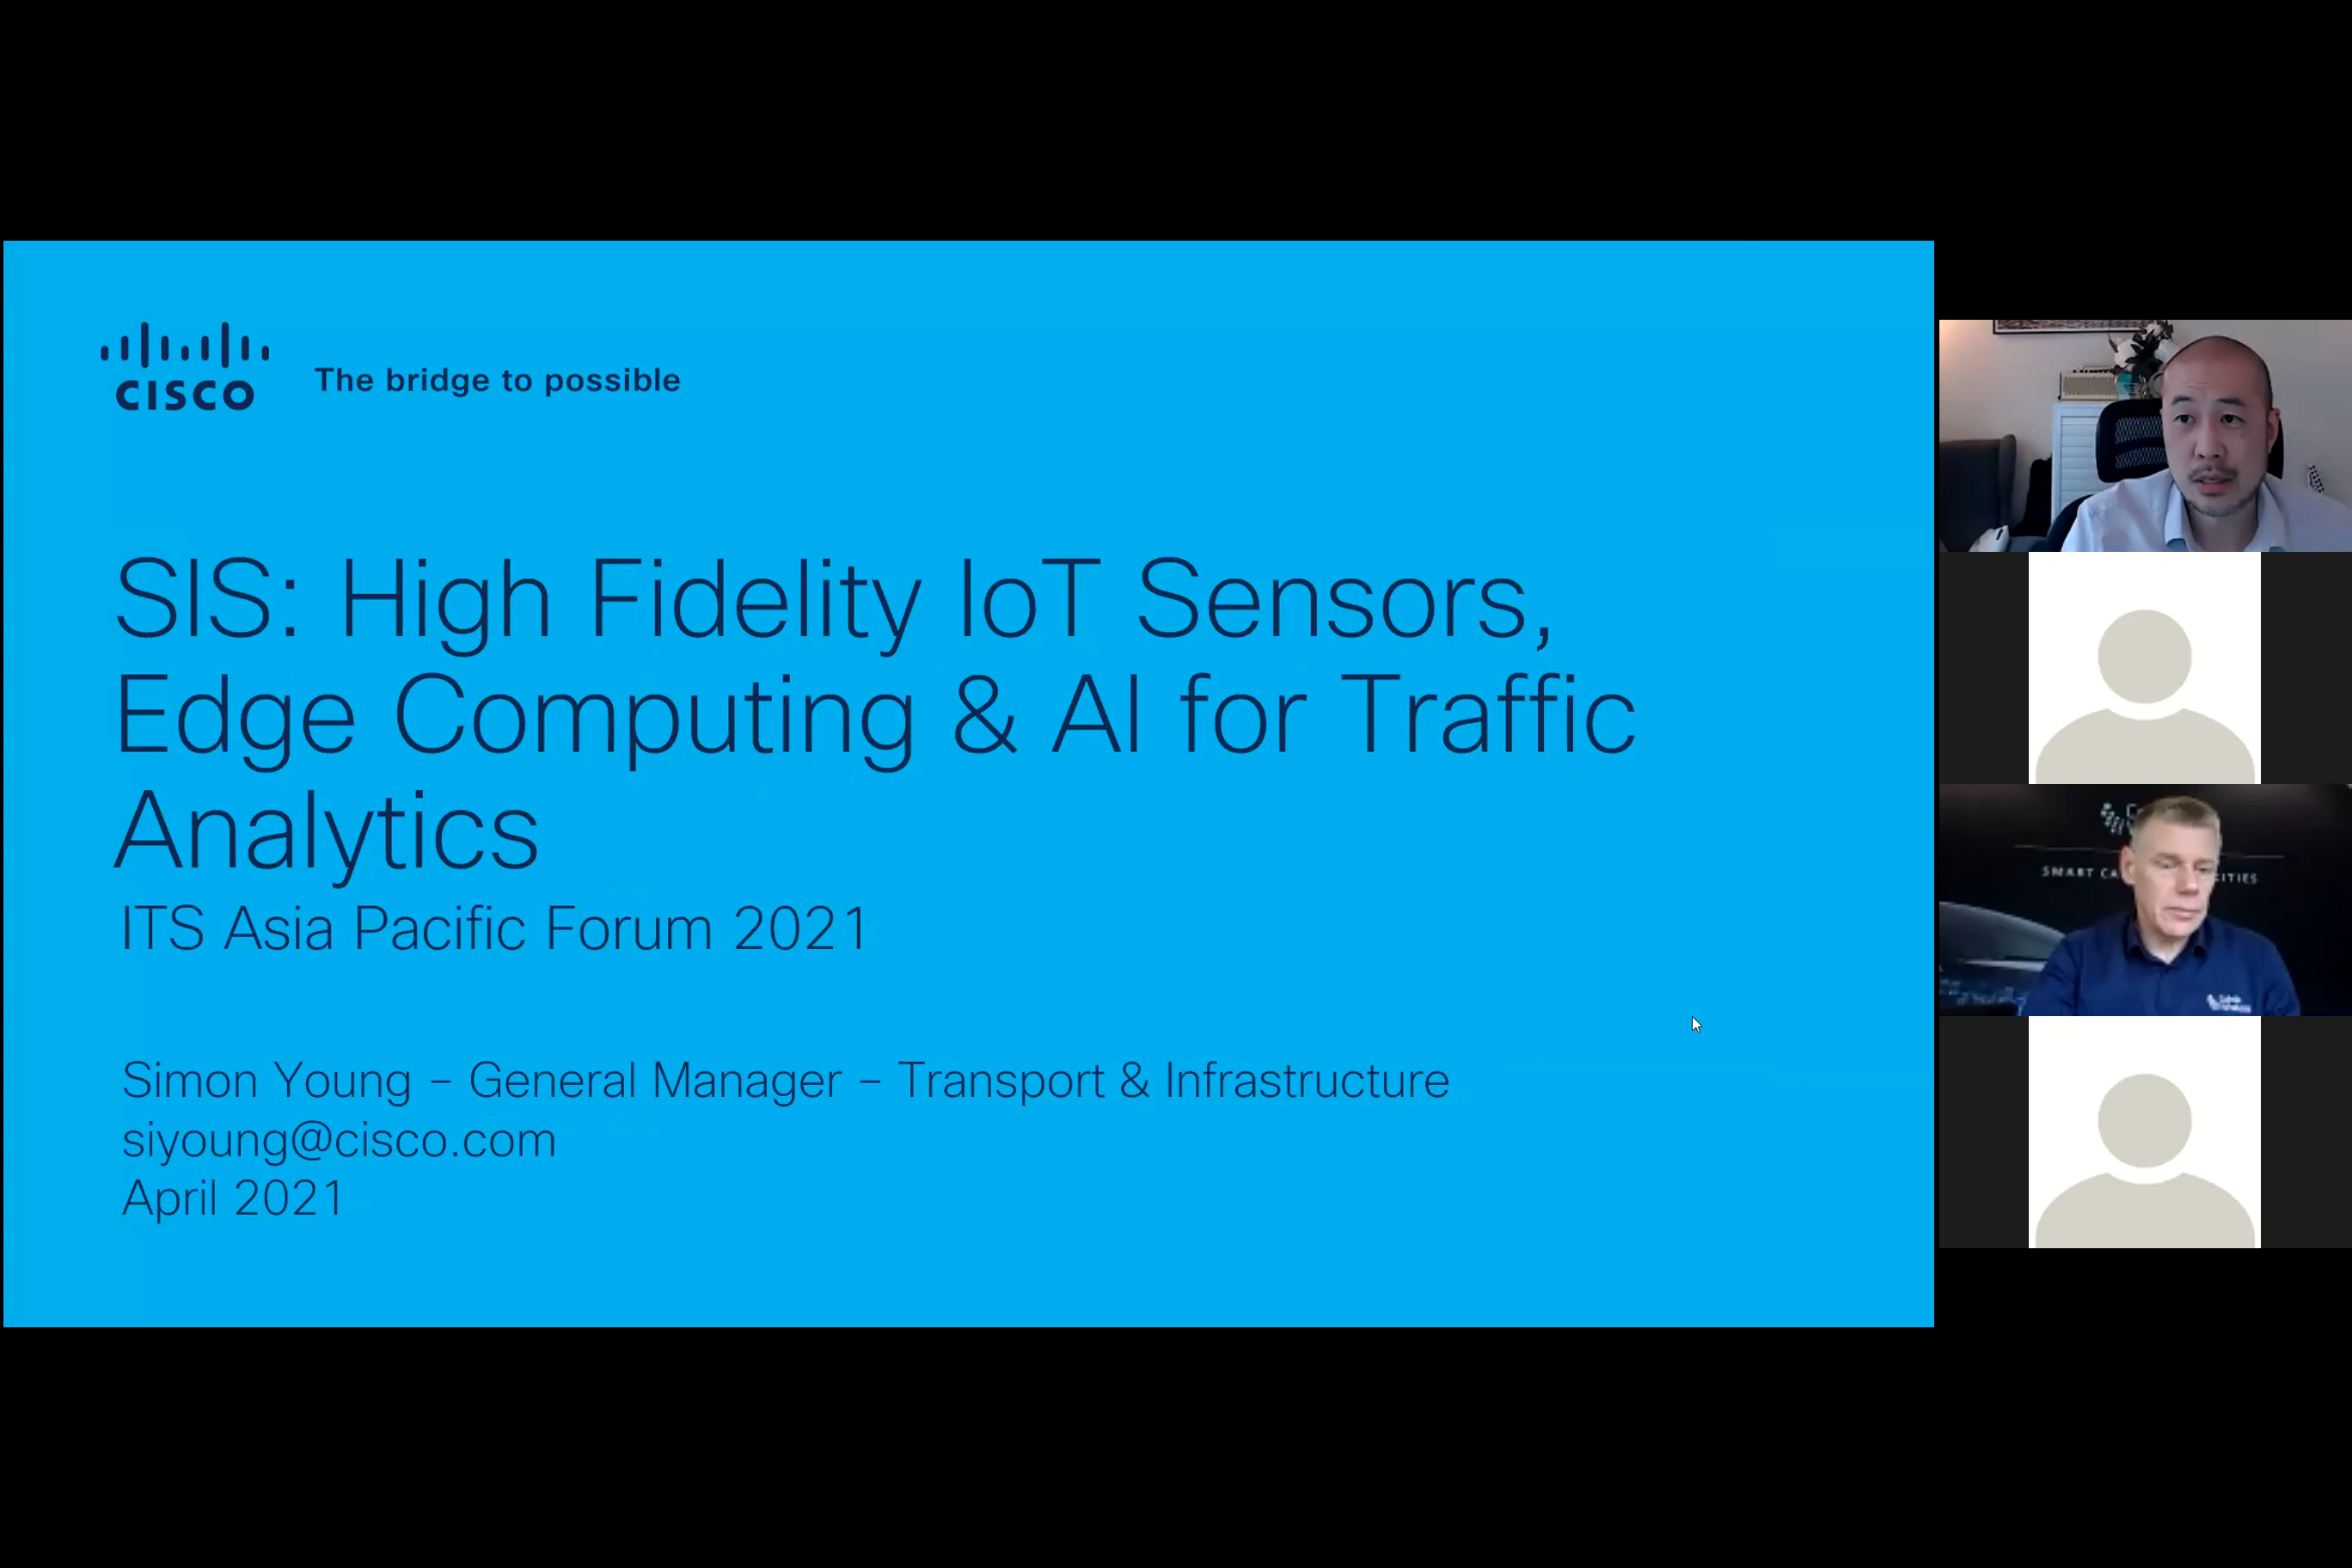 CISCO
The bridge to possible
SIS: High Fidelity IoT Sensors,
Edge Computing & AI for Traffic
Analytics
ITS Asia Pacific Forum 2021
Simon Young – General Manager – Transport & Infrastructure
siyoung@cisco.com
April 2021
SMART